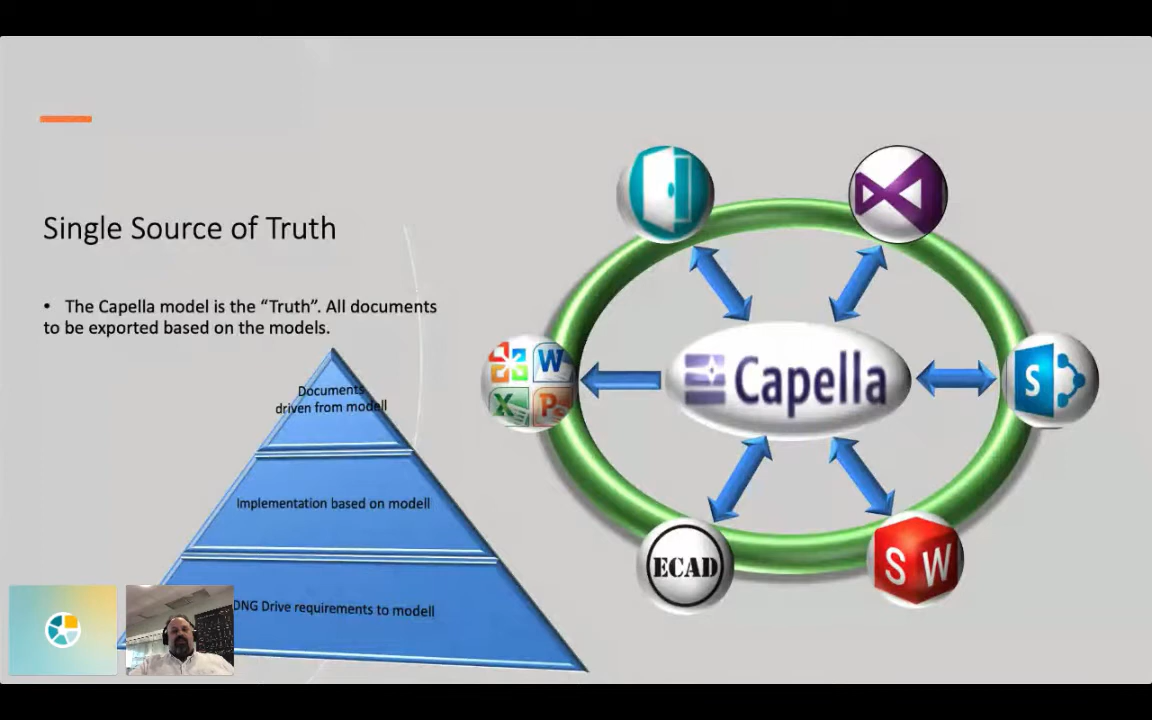 Single Source of Truth
• The Capella model is the “Truth”. All documents
to be exported based on the models.
Documents
driven from modell
Implementation based on modell
DNG Drive requirements to modell
Capella
W
X
P
S
ECAD
S W